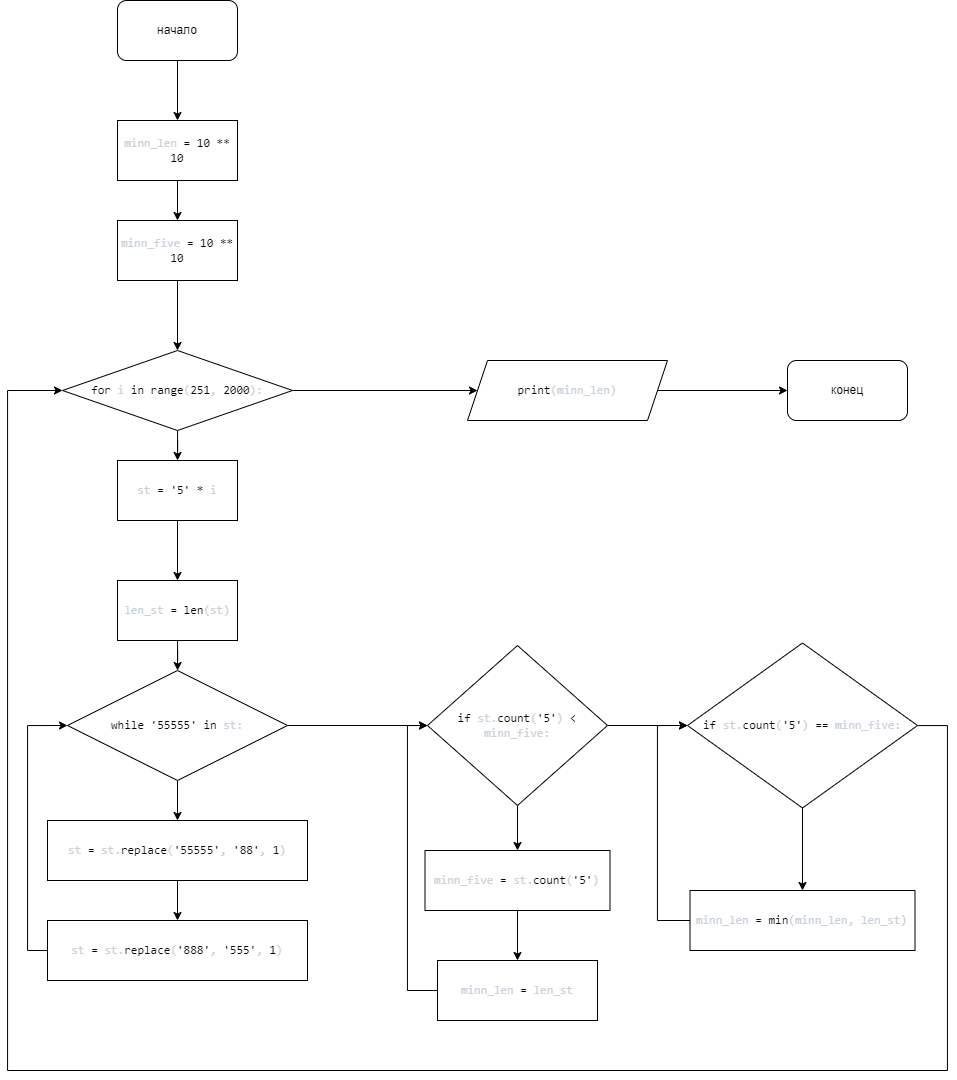 начало
minn_len = 10 **
10
minn_five = 10 **
10
for i in range(251, 2000):
print(minn_len)
конец
st = '5' * i
len_st = len(st)
while '55555' in st:
if st.count('5') <
minn_five:
if st.count('5') == minn_five:
st = st.replace('55555', '88', 1)
st = st.replace('888', '555', 1)
minn_five = st.count('5')
minn_len = len_st
minn_len = min(minn_len, len_st)